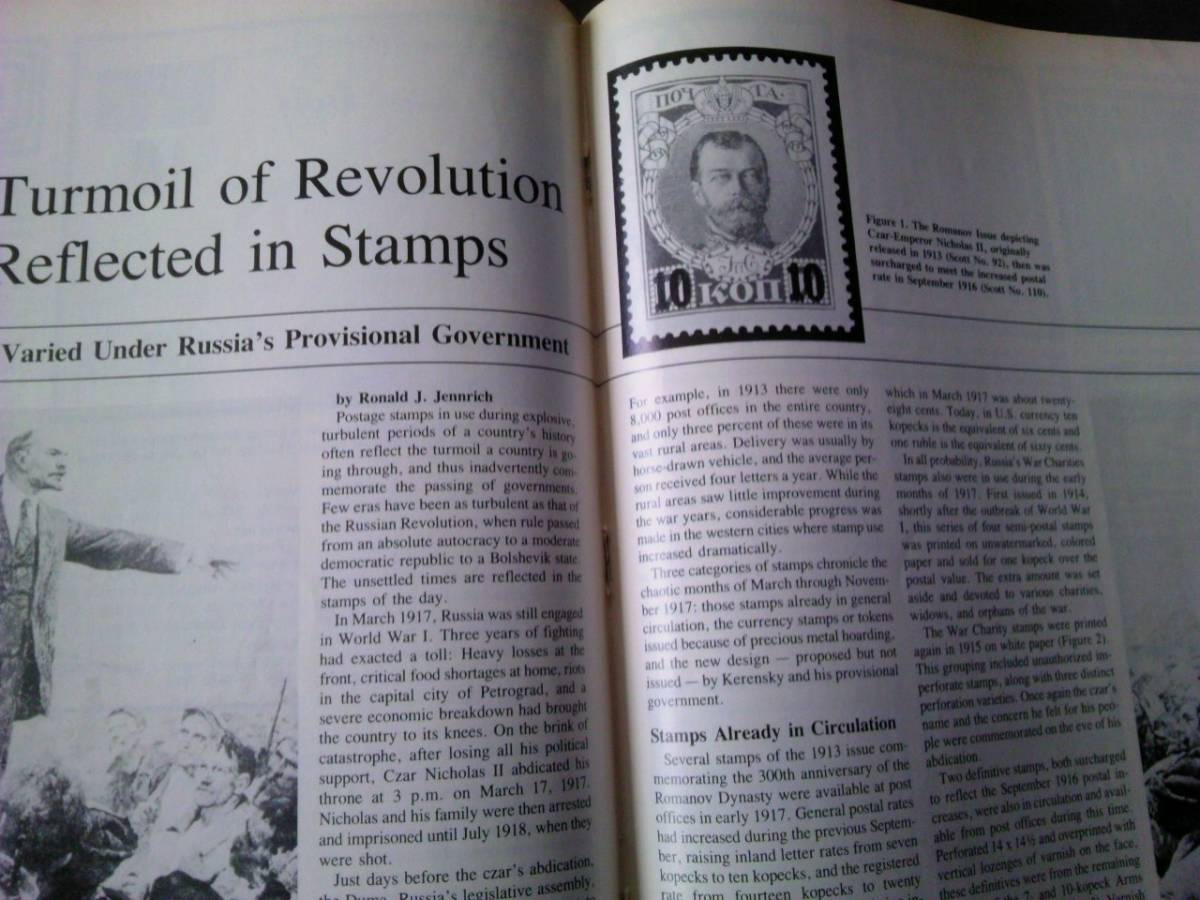 Turmoil of Revolution
Reflected in Stamps
Varied Under Russia's Provisional Government
by Ronald J. Jennrich
Postage stamps in use during explosive,
turbulent periods of a country's history
often reflect the turmoil a country is go-
ing through, and thus inadvertently com-
memorate the passing of governments.
Few eras have been as turbulent as that of
the Russian Revolution, when rule passed
from an absolute autocracy to a moderate
democratic republic to a Bolshevik state.
The unsettled times are reflected in the
stamps of the day.
In March 1917, Russia was still engaged
in World War I. Three years of fighting
had exacted a toll: Heavy losses at the
front, critical food shortages at home, riots
in the capital city of Petrograd, and a
severe economic breakdown had brought
the country to its knees. On the brink of
catastrophe, after losing all his political
support, Czar Nicholas II abdicated his
throne at 3 p.m. on March 17, 1917.
Nicholas and his family were then arrested
and imprisoned until July 1918, when they
were shot.
Just days before the czar's abdication,
the Duma, Russia's legislative assembly,
ПОЧТА·
10 КОП 10
Figure 1. The Romanov Issue depicting
Czar-Emperor Nicholas II, originally
released in 1913 (Scott No. 92), then was
surcharged to meet the increased postal
rate in September 1916 (Scott No. 110).
For example, in 1913 there were only
8,000 post offices in the entire country,
and only three percent of these were in its
vast rural areas. Delivery was usually by
horse-drawn vehicle, and the average per-
son received four letters a year. While the
rural areas saw little improvement during
the war years, considerable progress was
made in the western cities where stamp use
increased dramatically.
Three categories of stamps chronicle the
chaotic months of March through Novem-
ber 1917: those stamps already in general
circulation, the currency stamps or tokens
issued because of precious metal hoarding,
and the new design — proposed but not
issued — by Kerensky and his provisional
government.
Stamps Already in Circulation
Several stamps of the 1913 issue com-
memorating the 300th anniversary of the
Romanov Dynasty were available at post
offices in early 1917. General postal rates
had increased during the previous Septem-
ber, raising inland letter rates from seven
kopecks to ten kopecks, and the registered
rate from fourteen kopecks to twenty
which in March 1917 was about twenty-
eight cents. Today, in U.S. currency ten
kopecks is the equivalent of six cents and
one ruble is the equivalent of sixty cents.
In all probability, Russia's War Charities
stamps also were in use during the early
months of 1917. First issued in 1914,
shortly after the outbreak of World War
I, this series of four semi-postal stamps
was printed on unwatermarked, colored
paper and sold for one kopeck over the
postal value. The extra amount was set
aside and devoted to various charities,
widows, and orphans of the war.
The War Charity stamps were printed
again in 1915 on white paper (Figure 2).
This grouping included unauthorized im-
perforate stamps, along with three distinct
perforation varieties. Once again the czar's
name and the concern he felt for his peo-
ple were commemorated on the eve of his
abdication.
Two definitive stamps, both surcharged
to reflect the September 1916 postal in-
creases, were also in circulation and avail-
able from post offices during this time.
Perforated 14 x 14½ and overprinted with
vertical lozenges of varnish on the face,
these definitives were from the remaining
7- and 10-kopeck Arms